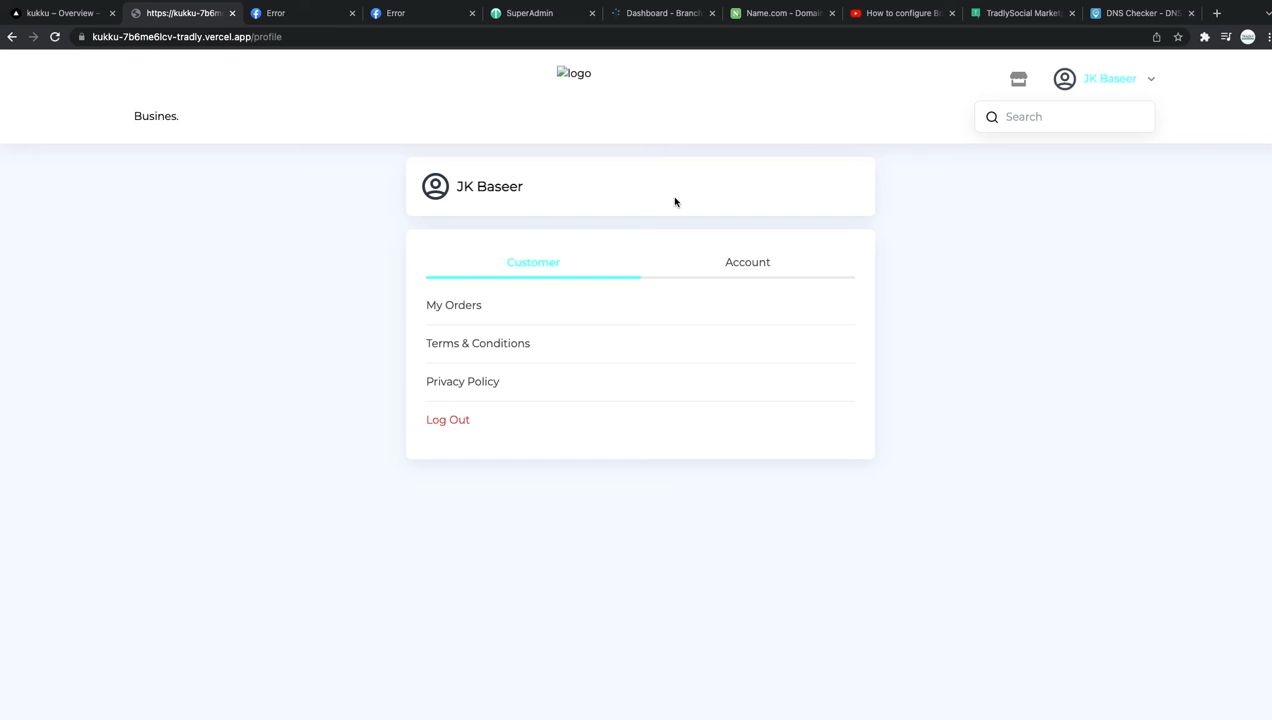 kukku – Overview –
https://kukku-7b6m
Error
Error
SuperAdmin
Dashboard - Branch
Name.com - Domai
How to configure B
TradlySocial Market
DNS Checker - DNS
kukku-7b6me6lcv-tradly.vercel.app/profile
logo
JK Baseer
Busines.
Search
JK Baseer
Customer
Account
My Orders
Terms & Conditions
Privacy Policy
Log Out